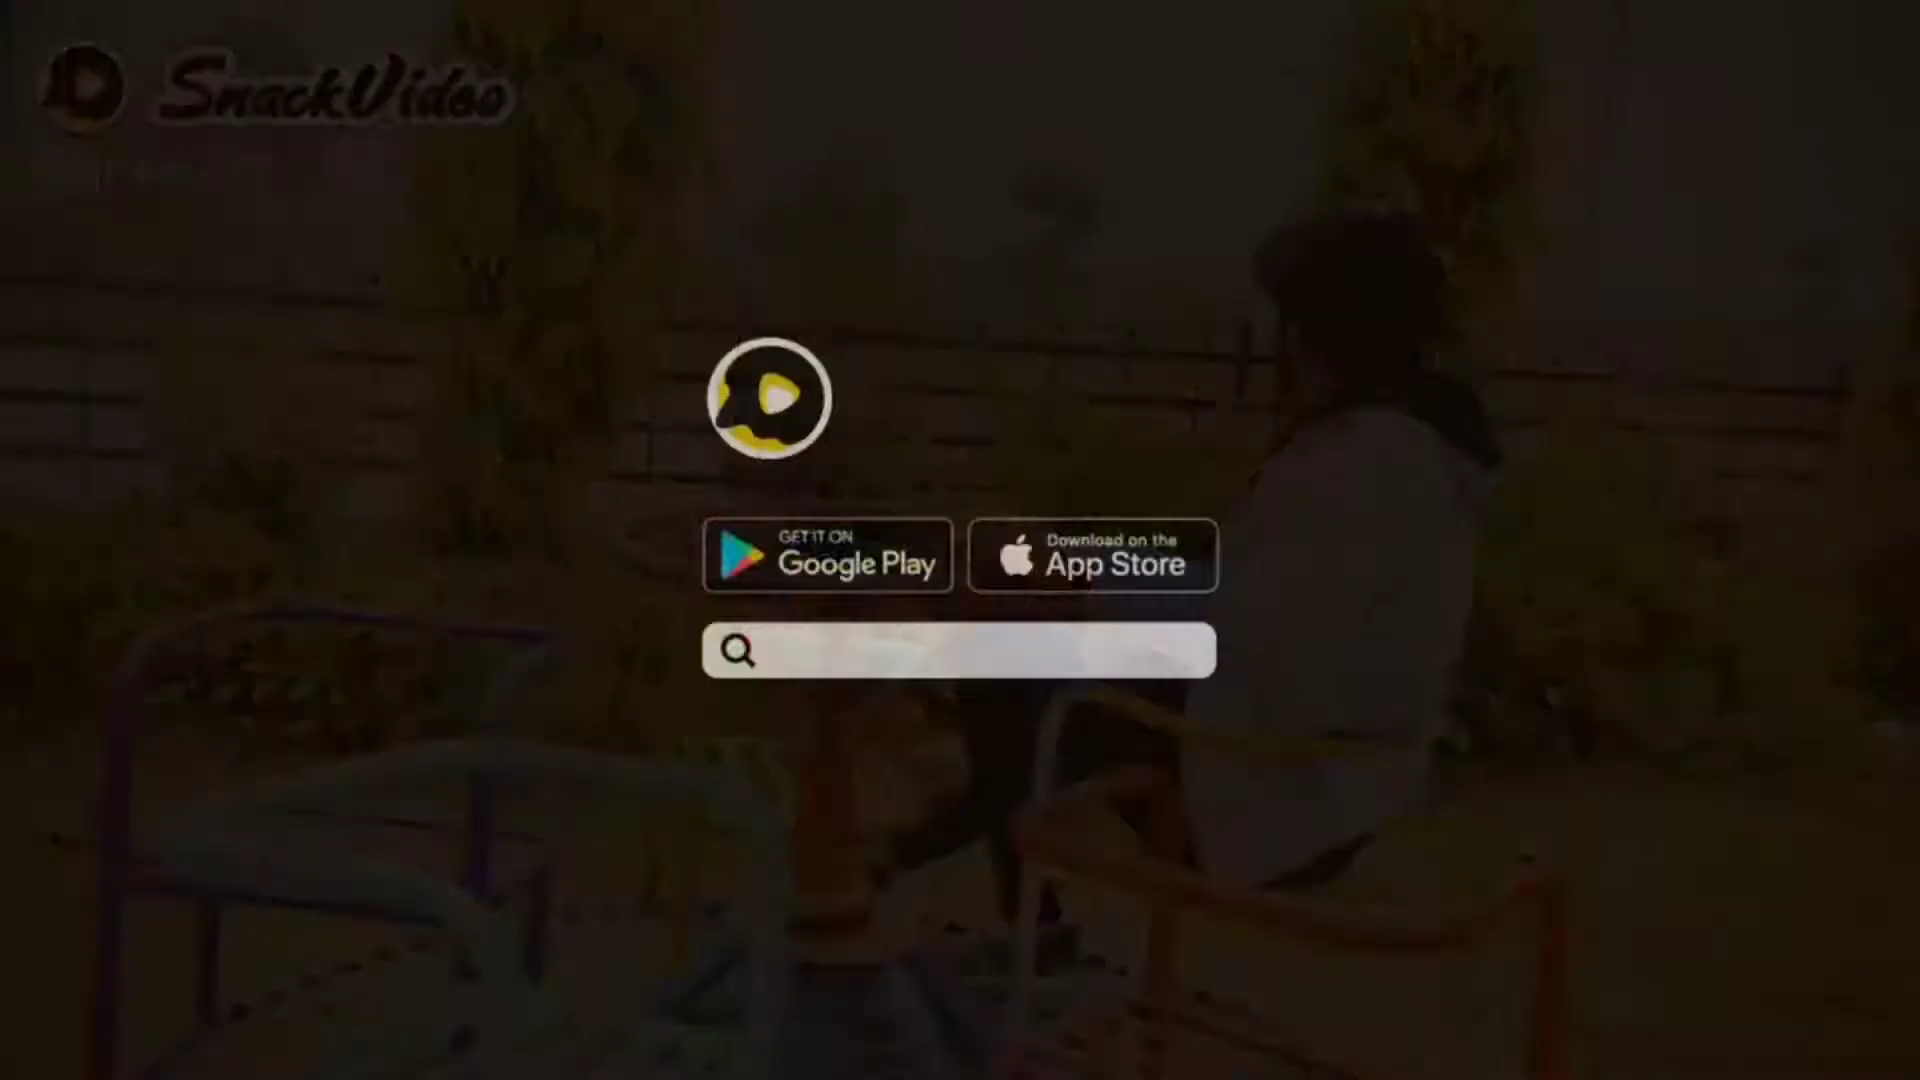 SnackVideo
GET IT ON
Google Play
Download on the
App Store